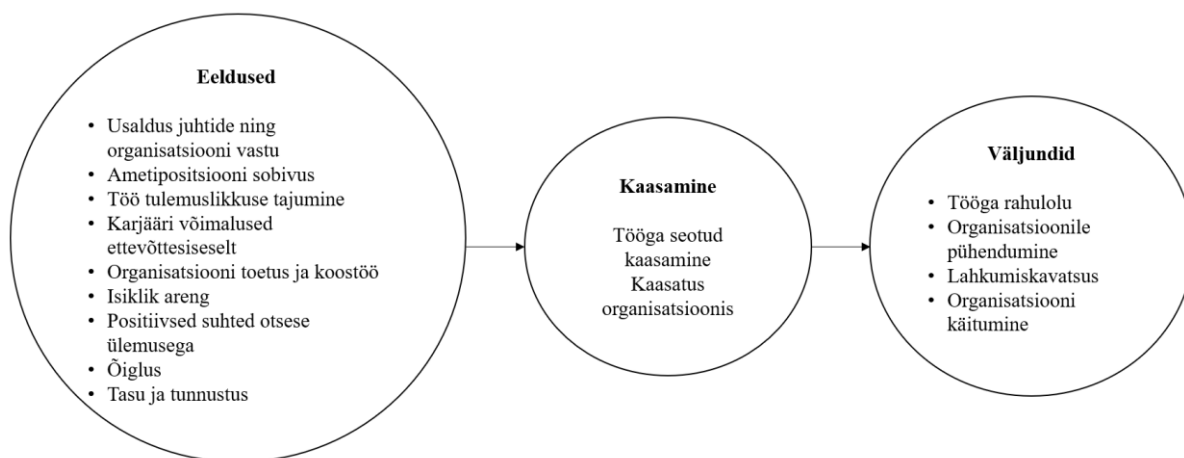 Eeldused
• Usaldus juhtide ning
organisatsiooni vastu
• Ametipositsiooni sobivus
• Töö tulemuslikkuse tajumine
• Karjääri võimalused
ettevõttesiseselt
• Organisatsiooni toetus ja koostöö
• Isiklik areng
• Positiivsed suhted otsese
ülemusega
• Õiglus
• Tasu ja tunnustus
Kaasamine
Tööga seotud
kaasamine
Kaasatus
organisatsioonis
Väljundid
• Tööga rahulolu
• Organisatsioonile
pühendumine
• Lahkumiskavatsus
• Organisatsiooni
käitumine